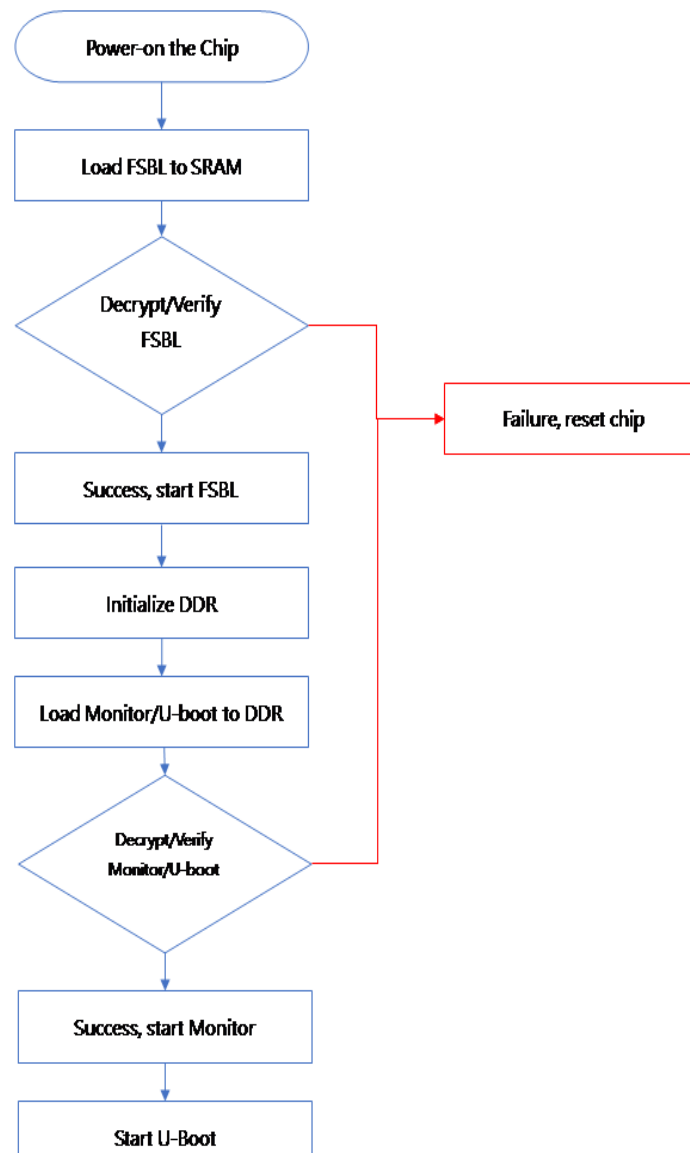 Power-on the Chip
Load FSBL to SRAM
Decrypt/Verify
FSBL
Failure, reset chip
Success, start FSBL
Initialize DDR
Load Monitor/U-boot to DDR
Decrypt/Verify
Monitor/U-boot
Success, start Monitor
Start U-Boot